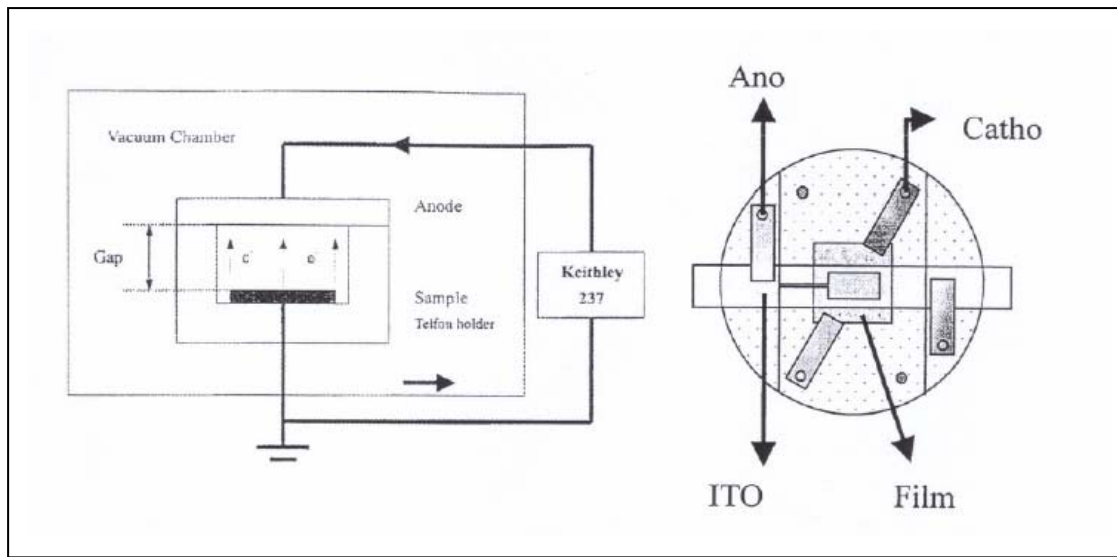 Vacuum Chamber
Anode
Gap
e
e
Sample
Teflon holder
Keithley
237
Ano
Catho
ITO
Film